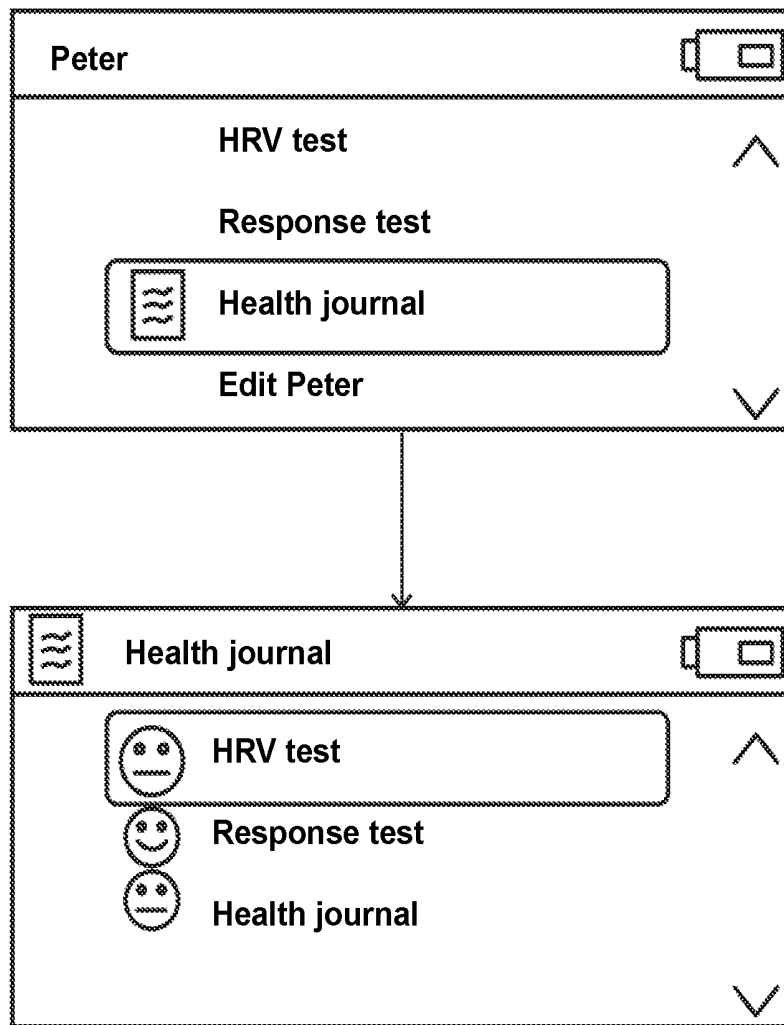 Peter
HRV test
Response test
Health journal
Edit Peter
Health journal
HRV test
Response test
Health journal